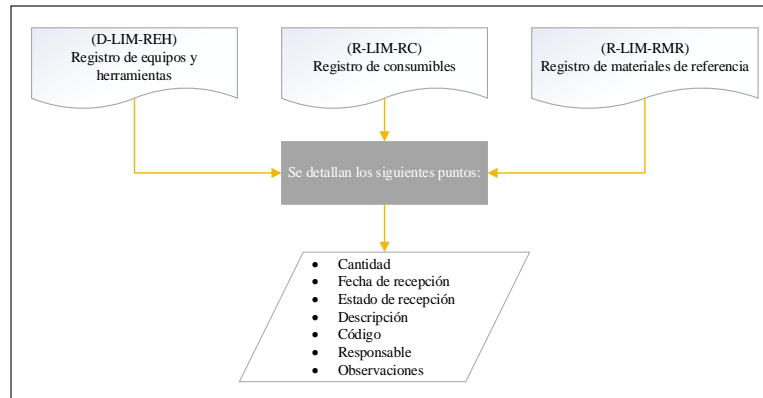 (D-LIM-REH)
Registro de equipos y
herramientas
(R-LIM-RC)
Registro de consumibles
(R-LIM-RMR)
Registro de materiales de referencia
Se detallan los siguientes puntos:
• Cantidad
• Fecha de recepción
• Estado de recepción
• Descripción
• Código
• Responsable
• Observaciones